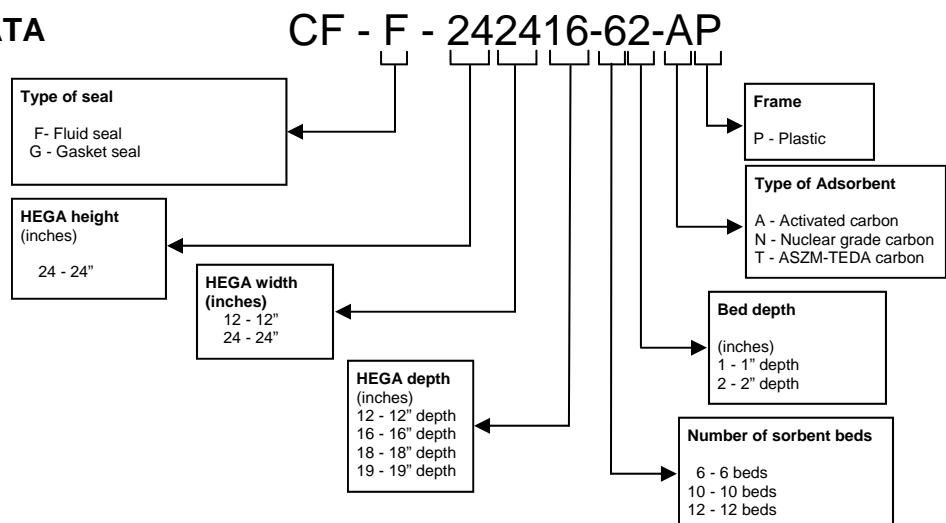 ATA
CF - F - 242416-62-AP
Type of seal
F- Fluid seal
G - Gasket seal
HEGA height
(inches)
24 - 24”
HEGA width
(inches)
12 - 12”
24 - 24”
HEGA depth
(inches)
12 - 12” depth
16 - 16” depth
18 - 18” depth
19 - 19” depth
Frame
P - Plastic
Type of Adsorbent
A - Activated carbon
N - Nuclear grade carbon
T - ASZM-TEDA carbon
Bed depth
(inches)
1 - 1” depth
2 - 2” depth
Number of sorbent beds
6 - 6 beds
10 - 10 beds
12 - 12 beds